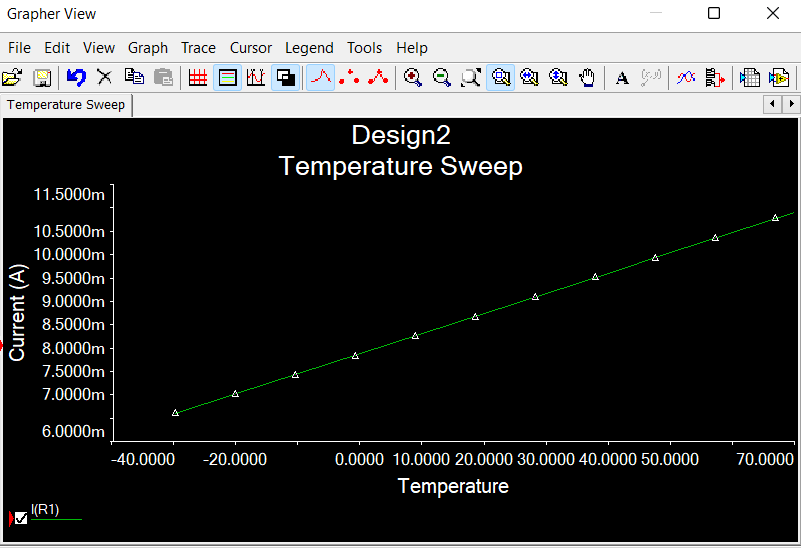 Grapher View
File Edit View Graph Trace Cursor Legend Tools Help
A
Temperature Sweep
Design2
Temperature Sweep
11.5000m
10.5000m
10.0000m
9.5000m
9.0000m
8.5000m
8.0000m
7.5000m
7.0000m
6.0000m
Current (A)
-40.0000 -20.0000 0.0000 10.0000 20.0000 30.0000 40.0000 50.0000 70.0000
Temperature
I(R1)